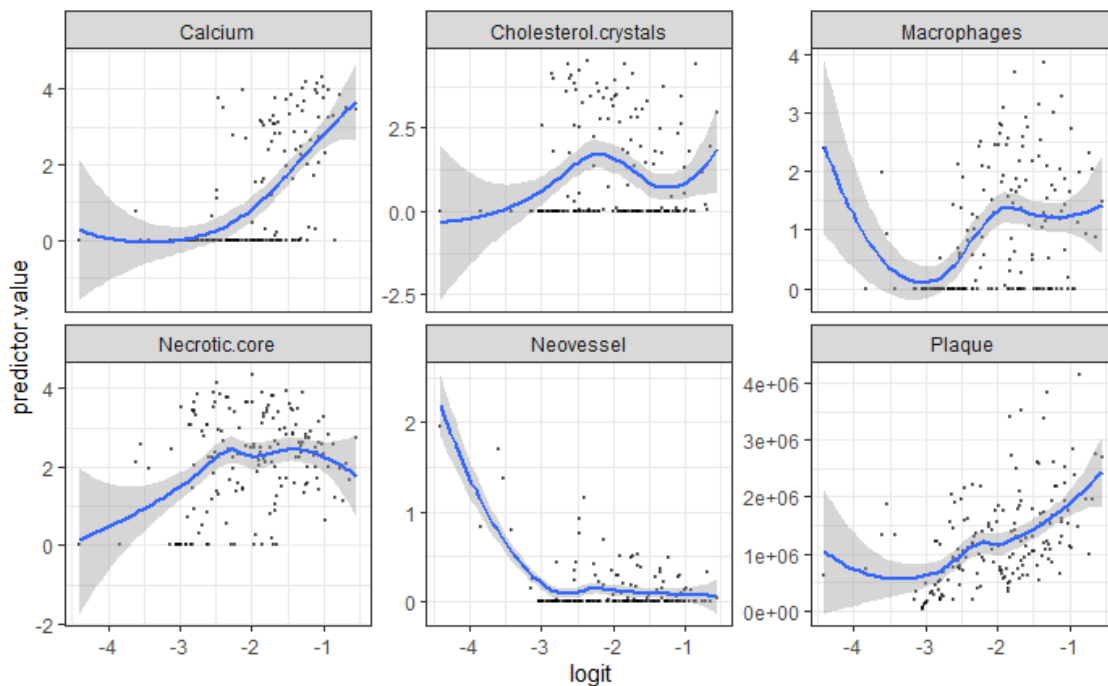 Calcium
Cholesterol.crystals
Macrophages
4
2
0
2.5
0.0
-2.5
4
3
2
1
0
predictor.value
Necrotic.core
Neovessel
Plaque
4
2
0
-2
2
1
0
4e+06
3e+06
2e+06
1e+06
0e+00
-4 -3 -2 -1
-4 -3 -2 -1
-4 -3 -2 -1
logit